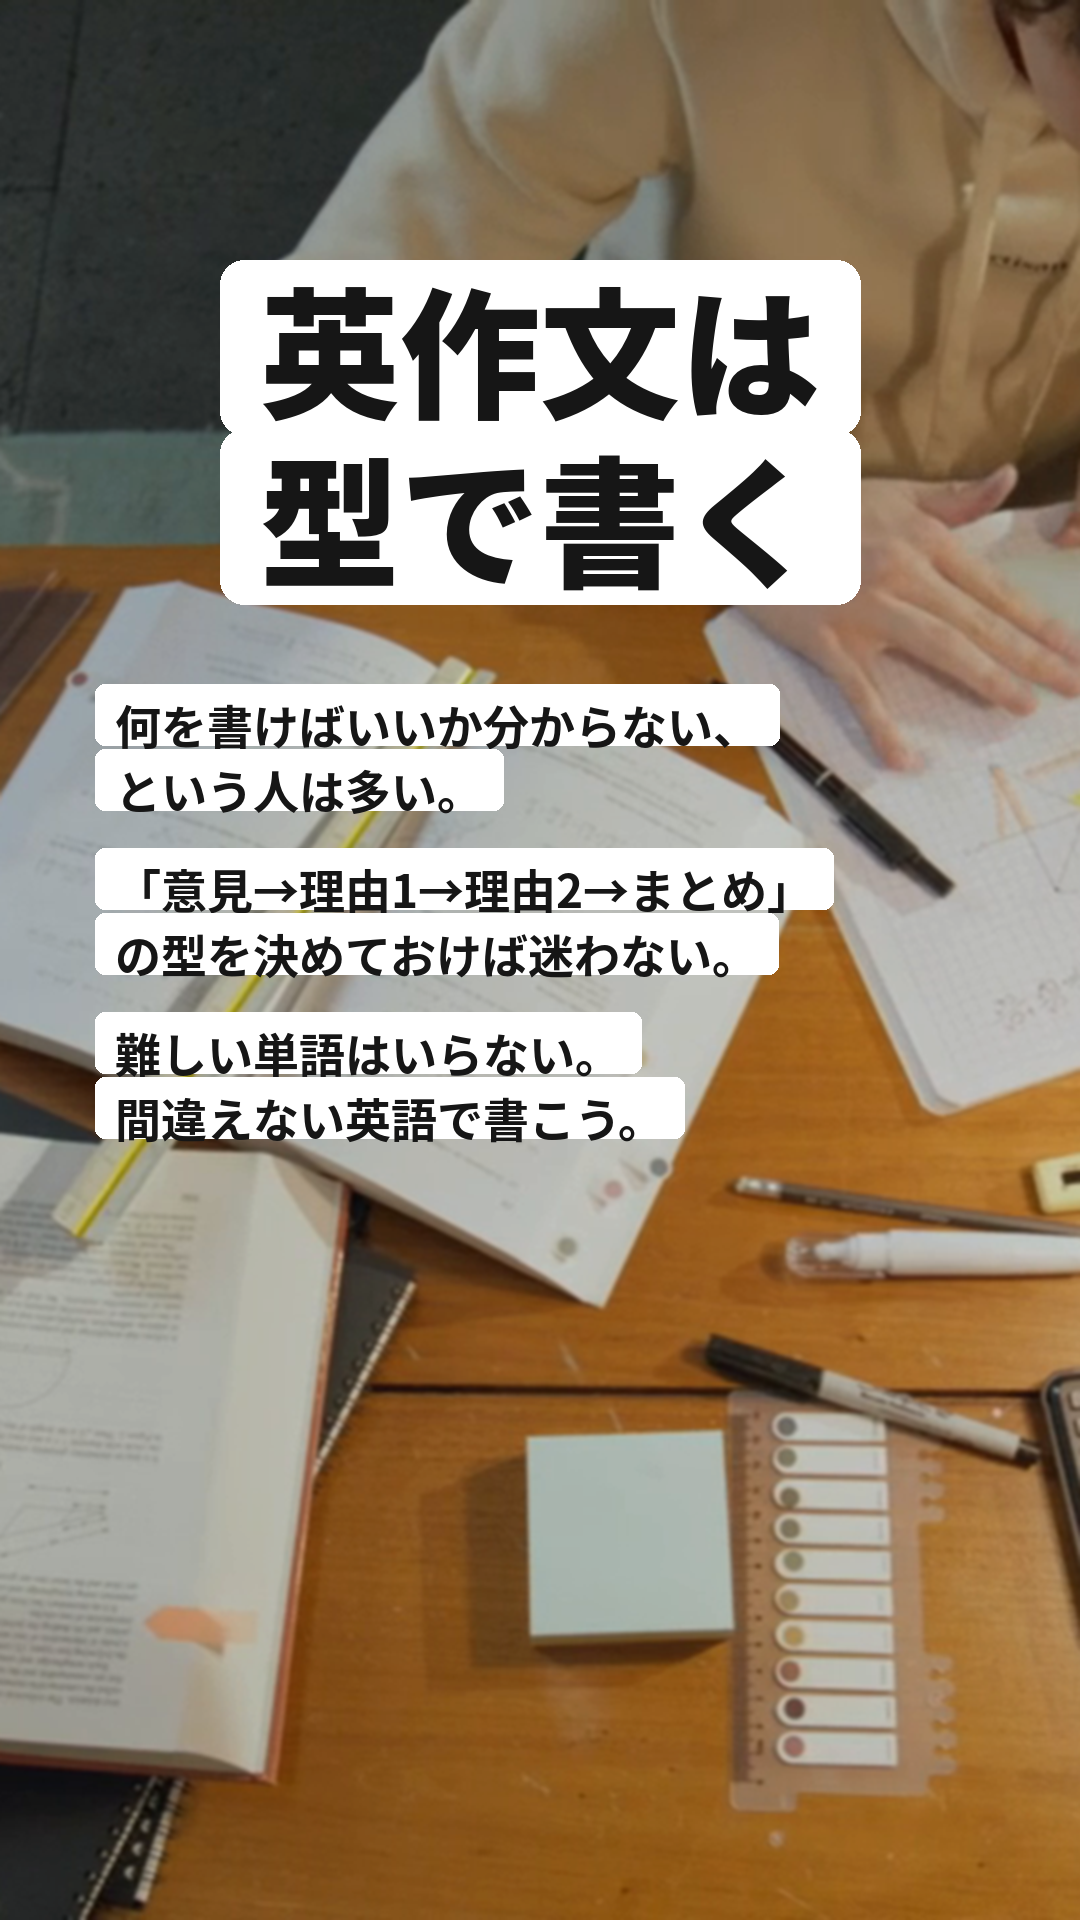 英作文は
型で書く
何を書けばいいか分からない、
という人は多い。
「意見→理由1→理由2→まとめ」
の型を決めておけば迷わない。
難しい単語はいらない。
間違えない英語で書こう。